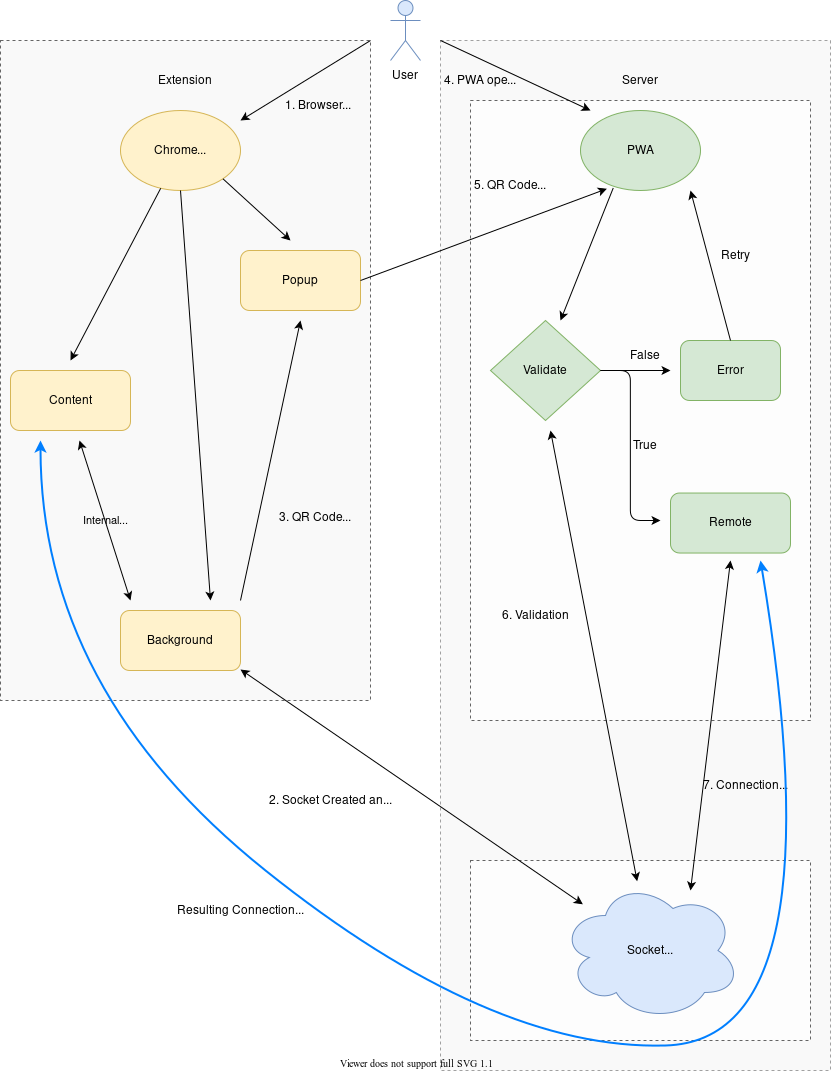 User
Extension
Server
4. PWA ope...
1. Browser...
Chrome...
PWA
5. QR Code...
Retry
Popup
False
Validate
Error
Content
True
Internal...
3. QR Code...
Remote
6. Validation
Background
7. Connection...
2. Socket Created an...
Resulting Connection...
Socket...
Viewer does not support full SVG 1.1